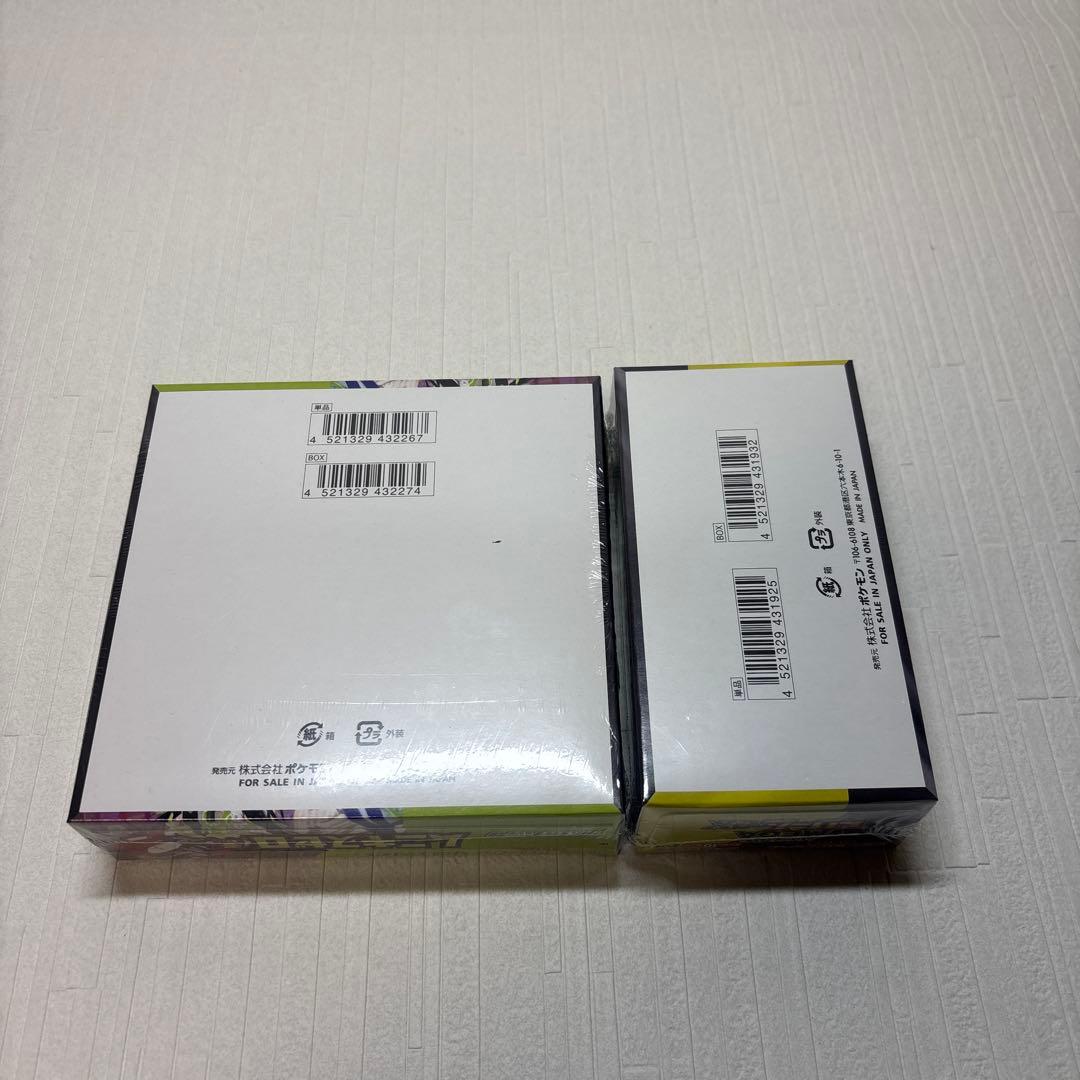 単品
4 521329 432267
BOX
4 521329 432274
紙 箱
プラ 外装
発売元 株式会社 ポケモン
FOR SALE IN JAPAN MADE IN JAPAN
BOX
4 521329 431932
単品
4 521329 431925
紙 箱
プラ 外装
発売元 株式会社 ポケモン 〒106-6108 東京都港区六本木6-10-1
FOR SALE IN JAPAN ONLY MADE IN JAPAN